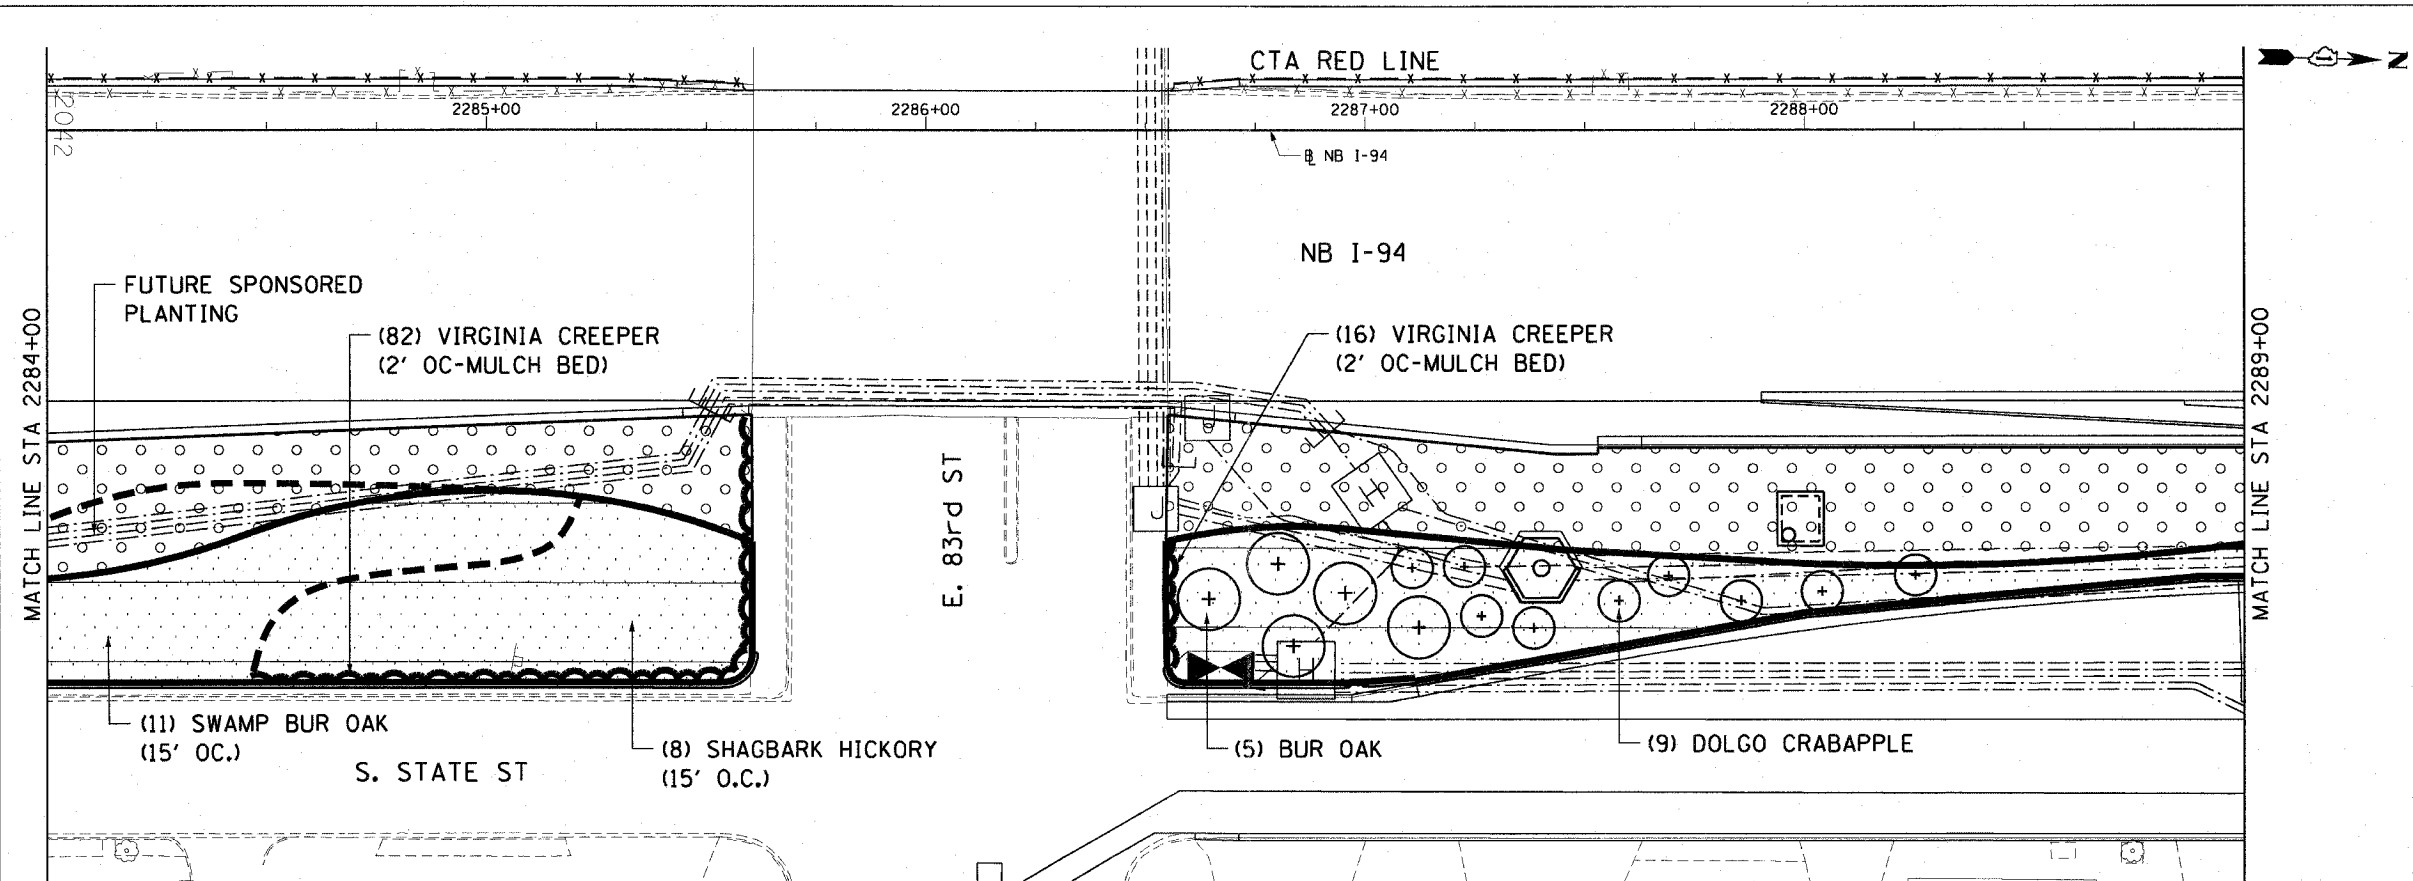 CTA RED LINE
N
2042
2285+00
2286+00
2287+00
2288+00
NB I-94
NB I-94
FUTURE SPONSORED
PLANTING
(82) VIRGINIA CREEPER
(2' OC-MULCH BED)
(16) VIRGINIA CREEPER
(2' OC-MULCH BED)
MATCH LINE STA 2284+00
MATCH LINE STA 2289+00
E. 83rd ST
J
H
(11) SWAMP BUR OAK
(15' OC.)
S. STATE ST
(8) SHAGBARK HICKORY
(15' O.C.)
(5) BUR OAK
(9) DOLGO CRABAPPLE